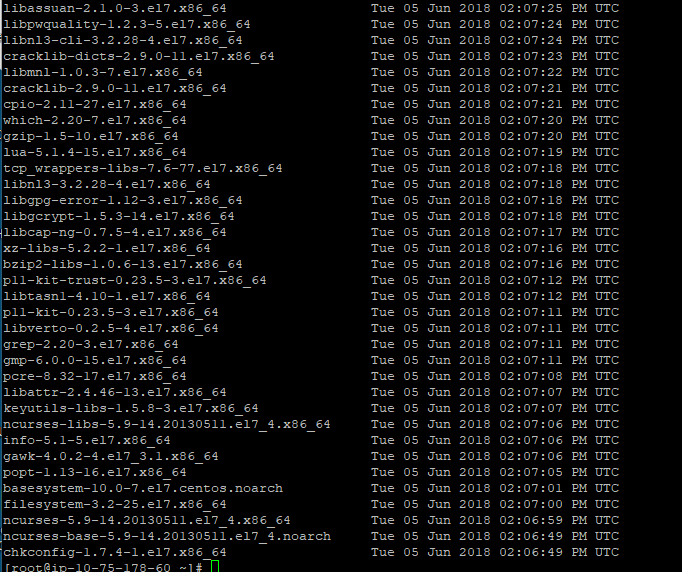 libassuan-2.1.0-3.el7.x86_64 Tue 05 Jun 2018 02:07:25 PM UTC
libpwquality-1.2.3-5.el7.x86_64 Tue 05 Jun 2018 02:07:24 PM UTC
libnl3-cli-3.2.28-4.el7.x86_64 Tue 05 Jun 2018 02:07:24 PM UTC
cracklib-dicts-2.9.0-11.el7.x86_64 Tue 05 Jun 2018 02:07:23 PM UTC
libmnl-1.0.3-7.el7.x86_64 Tue 05 Jun 2018 02:07:22 PM UTC
cracklib-2.9.0-11.el7.x86_64 Tue 05 Jun 2018 02:07:21 PM UTC
cpio-2.11-27.el7.x86_64 Tue 05 Jun 2018 02:07:21 PM UTC
which-2.20-7.el7.x86_64 Tue 05 Jun 2018 02:07:20 PM UTC
gzip-1.5-10.el7.x86_64 Tue 05 Jun 2018 02:07:20 PM UTC
lua-5.1.4-15.el7.x86_64 Tue 05 Jun 2018 02:07:19 PM UTC
tcp_wrappers-libs-7.6-77.el7.x86_64 Tue 05 Jun 2018 02:07:18 PM UTC
libnl3-3.2.28-4.el7.x86_64 Tue 05 Jun 2018 02:07:18 PM UTC
libgpg-error-1.12-3.el7.x86_64 Tue 05 Jun 2018 02:07:18 PM UTC
libgcrypt-1.5.3-14.el7.x86_64 Tue 05 Jun 2018 02:07:18 PM UTC
libcap-ng-0.7.5-4.el7.x86_64 Tue 05 Jun 2018 02:07:17 PM UTC
xz-libs-5.2.2-1.el7.x86_64 Tue 05 Jun 2018 02:07:16 PM UTC
bzip2-libs-1.0.6-13.el7.x86_64 Tue 05 Jun 2018 02:07:16 PM UTC
p11-kit-trust-0.23.5-3.el7.x86_64 Tue 05 Jun 2018 02:07:12 PM UTC
libtasn1-4.10-1.el7.x86_64 Tue 05 Jun 2018 02:07:12 PM UTC
p11-kit-0.23.5-3.el7.x86_64 Tue 05 Jun 2018 02:07:11 PM UTC
libverto-0.2.5-4.el7.x86_64 Tue 05 Jun 2018 02:07:11 PM UTC
grep-2.20-3.el7.x86_64 Tue 05 Jun 2018 02:07:11 PM UTC
gmp-6.0.0-15.el7.x86_64 Tue 05 Jun 2018 02:07:11 PM UTC
pcre-8.32-17.el7.x86_64 Tue 05 Jun 2018 02:07:08 PM UTC
libattr-2.4.46-13.el7.x86_64 Tue 05 Jun 2018 02:07:07 PM UTC
keyutils-libs-1.5.8-3.el7.x86_64 Tue 05 Jun 2018 02:07:07 PM UTC
ncurses-libs-5.9-14.20130511.el7_4.x86_64 Tue 05 Jun 2018 02:07:06 PM UTC
info-5.1-5.el7.x86_64 Tue 05 Jun 2018 02:07:06 PM UTC
gawk-4.0.2-4.el7_3.1.x86_64 Tue 05 Jun 2018 02:07:06 PM UTC
popt-1.13-16.el7.x86_64 Tue 05 Jun 2018 02:07:05 PM UTC
basesystem-10.0-7.el7.centos.noarch Tue 05 Jun 2018 02:07:01 PM UTC
filesystem-3.2-25.el7.x86_64 Tue 05 Jun 2018 02:07:00 PM UTC
ncurses-5.9-14.20130511.el7_4.x86_64 Tue 05 Jun 2018 02:06:59 PM UTC
ncurses-base-5.9-14.20130511.el7_4.noarch Tue 05 Jun 2018 02:06:49 PM UTC
chkconfig-1.7.4-1.el7.x86_64 Tue 05 Jun 2018 02:06:49 PM UTC
[root@ip-10-75-178-60 ~]#